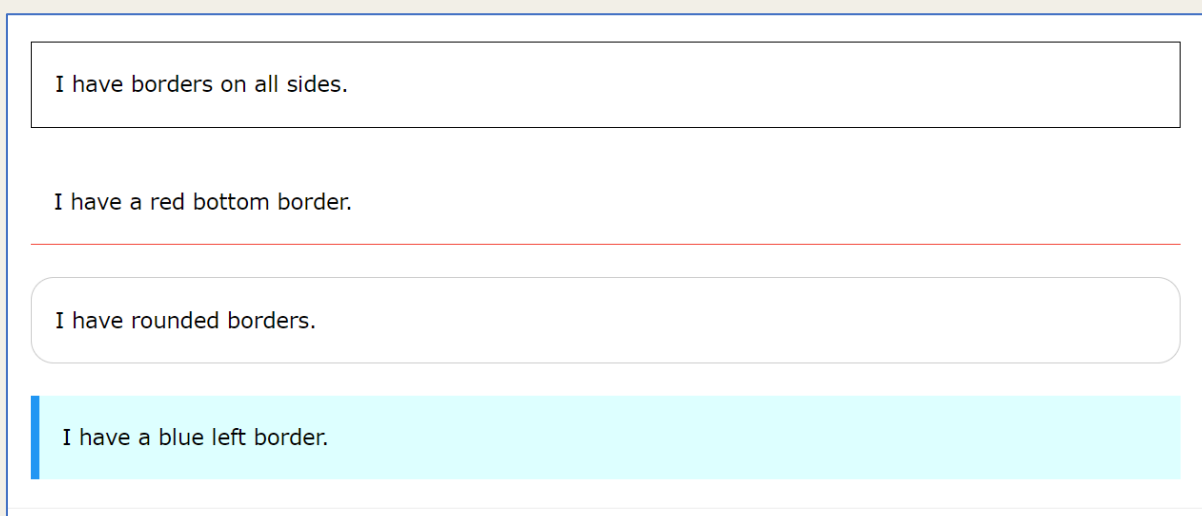 I have borders on all sides.
I have a red bottom border.
I have rounded borders.
I have a blue left border.